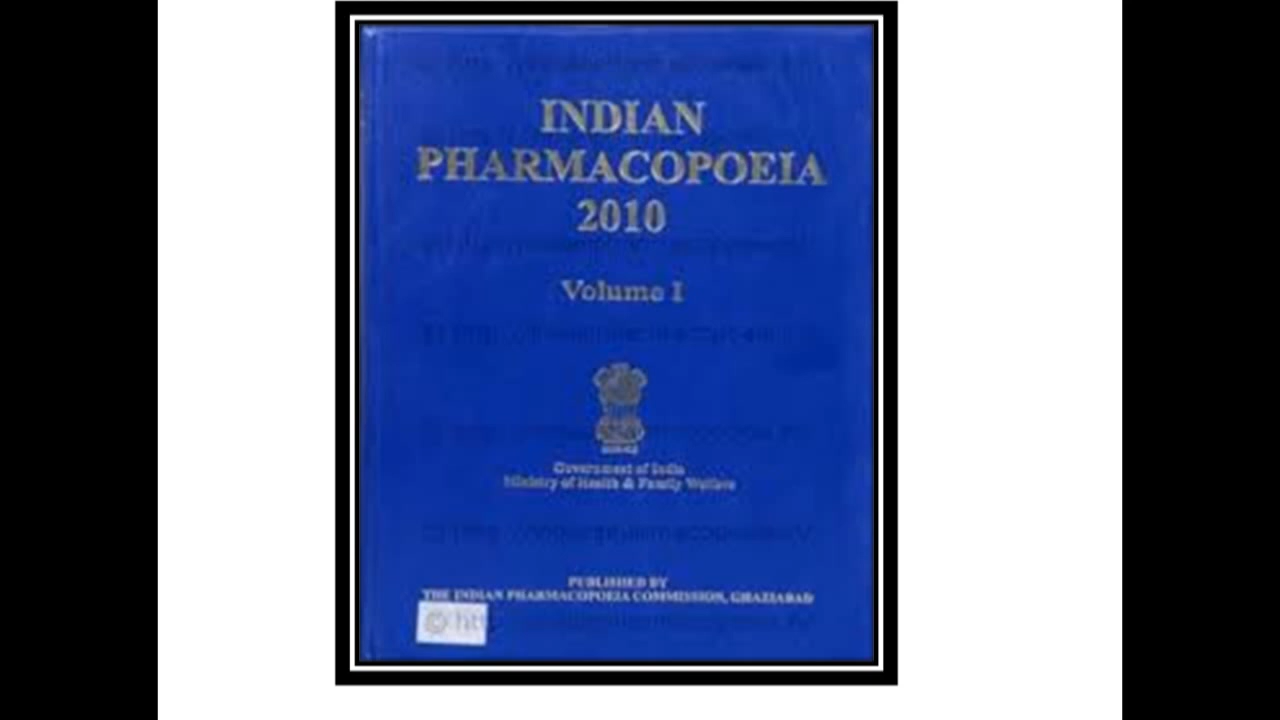 INDIAN
PHARMACOPOEIA
2010
Volume I
Government of India
Ministry of Health & Family Welfare
PUBLISHED BY
THE INDIAN PHARMACOPOEIA COMMISSION, GHAZIABAD
© htt